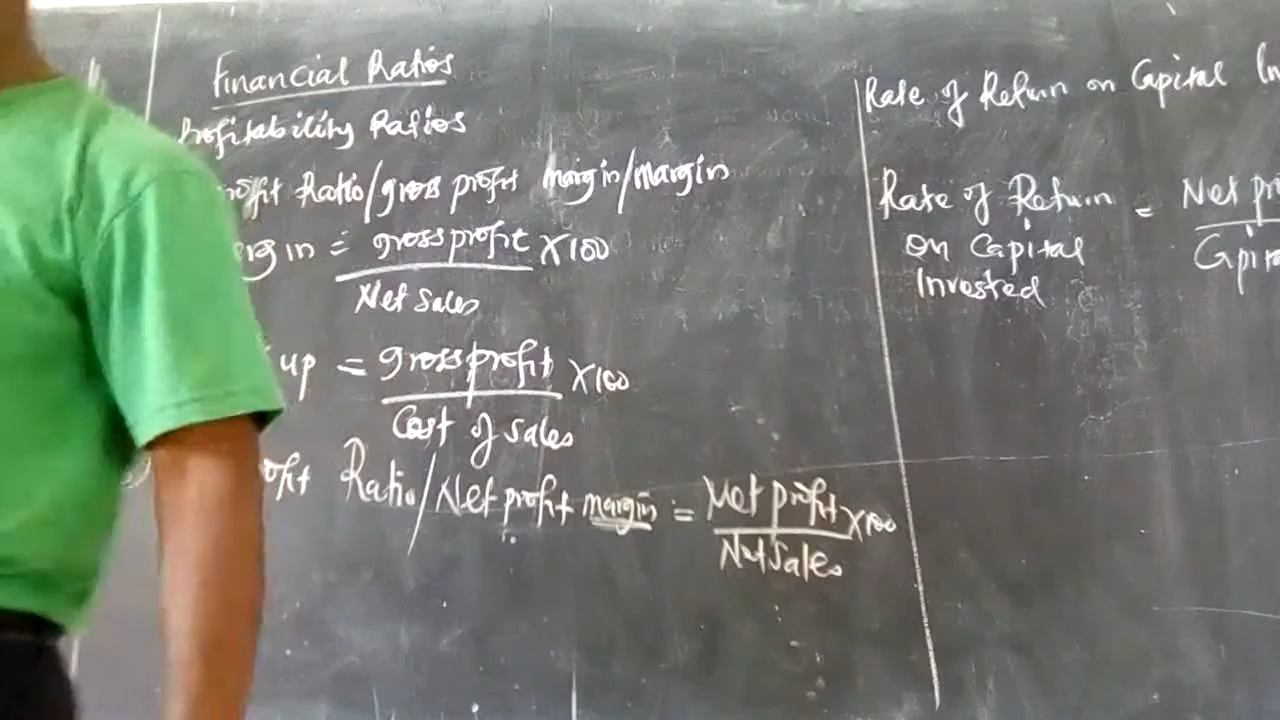 Financial Ratios
Profitability Ratios
Ratio/gross profit margin/margin
= gross profit X100
Net Sales
up = gross profit X100
Cost of Sales
Ratio/Net profit margin = Net profit X100
Net Sales
Rate of Return on Capital
Rate of Return = Net
on Capital
Invested